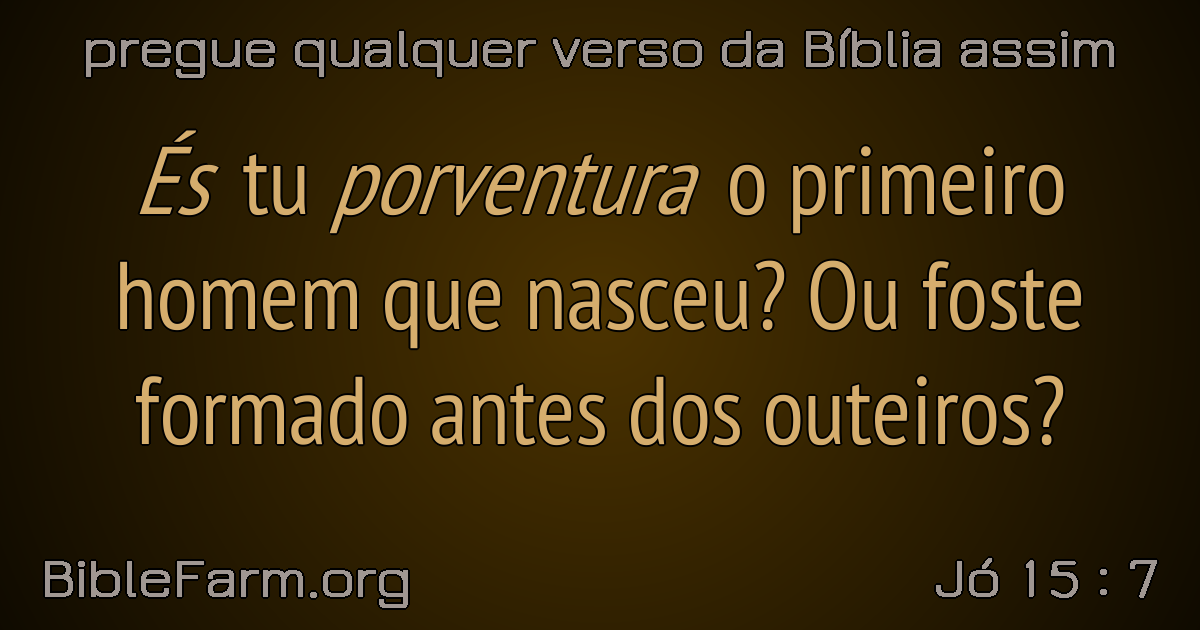 pregue qualquer verso da Bíblia assim
És tu porventura o primeiro
homem que nasceu? Ou foste
formado antes dos outeiros?
BibleFarm.org
Jó 15 : 7